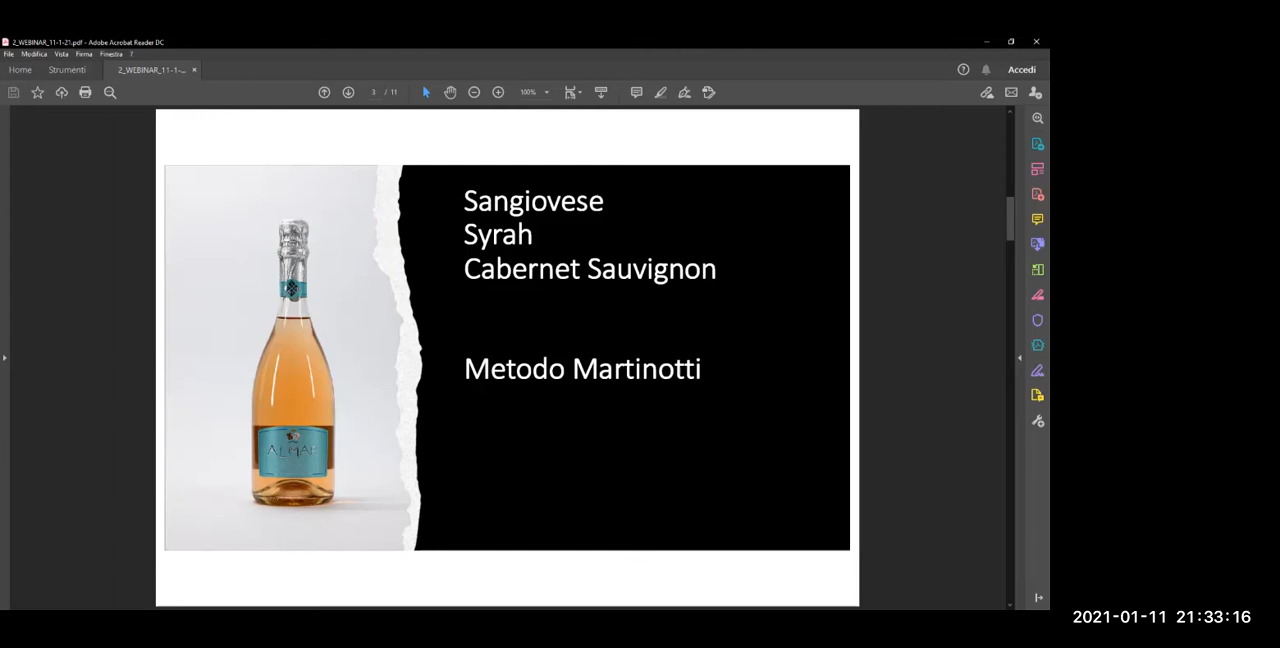 2_WEBINAR_11-1-21.pdf - Adobe Acrobat Reader DC
File Modifica Vista Firma Finestra ?
Home Strumenti 2_WEBINAR_11-1-... × Accedi
3 / 11 100%
Sangiovese
Syrah
Cabernet Sauvignon
Metodo Martinotti
2021-01-11 21:33:16